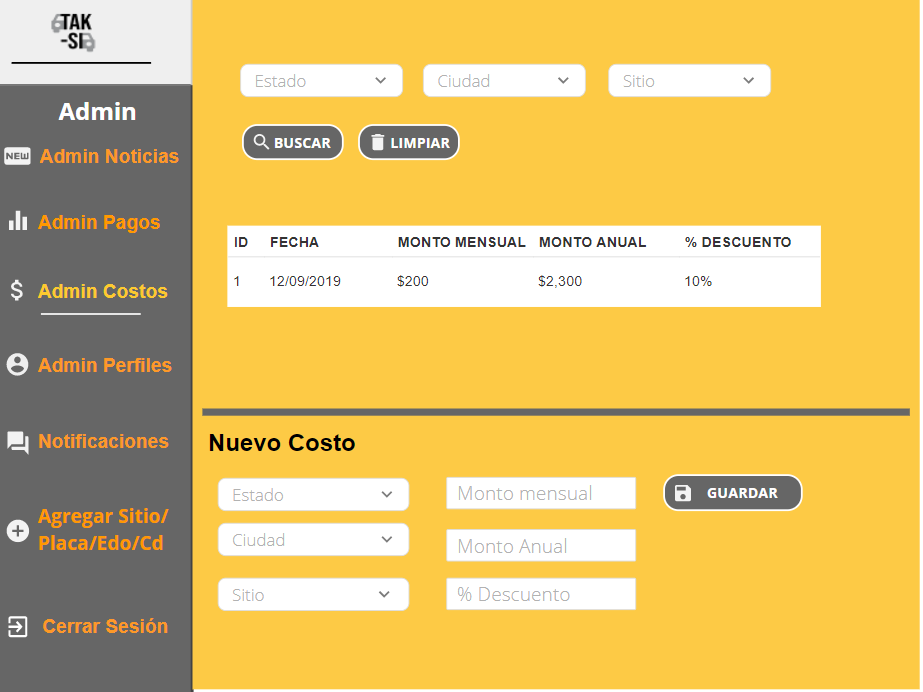 TAK
-SI
Admin
NEW Admin Noticias
Admin Pagos
$ Admin Costos
Admin Perfiles
Notificaciones
Agregar Sitio/
Placa/Edo/Cd
Cerrar Sesión
Estado Ciudad Sitio
BUSCAR LIMPIAR
ID FECHA MONTO MENSUAL MONTO ANUAL % DESCUENTO
1 12/09/2019 $200 $2,300 10%
Nuevo Costo
Estado Monto mensual GUARDAR
Ciudad Monto Anual
Sitio % Descuento